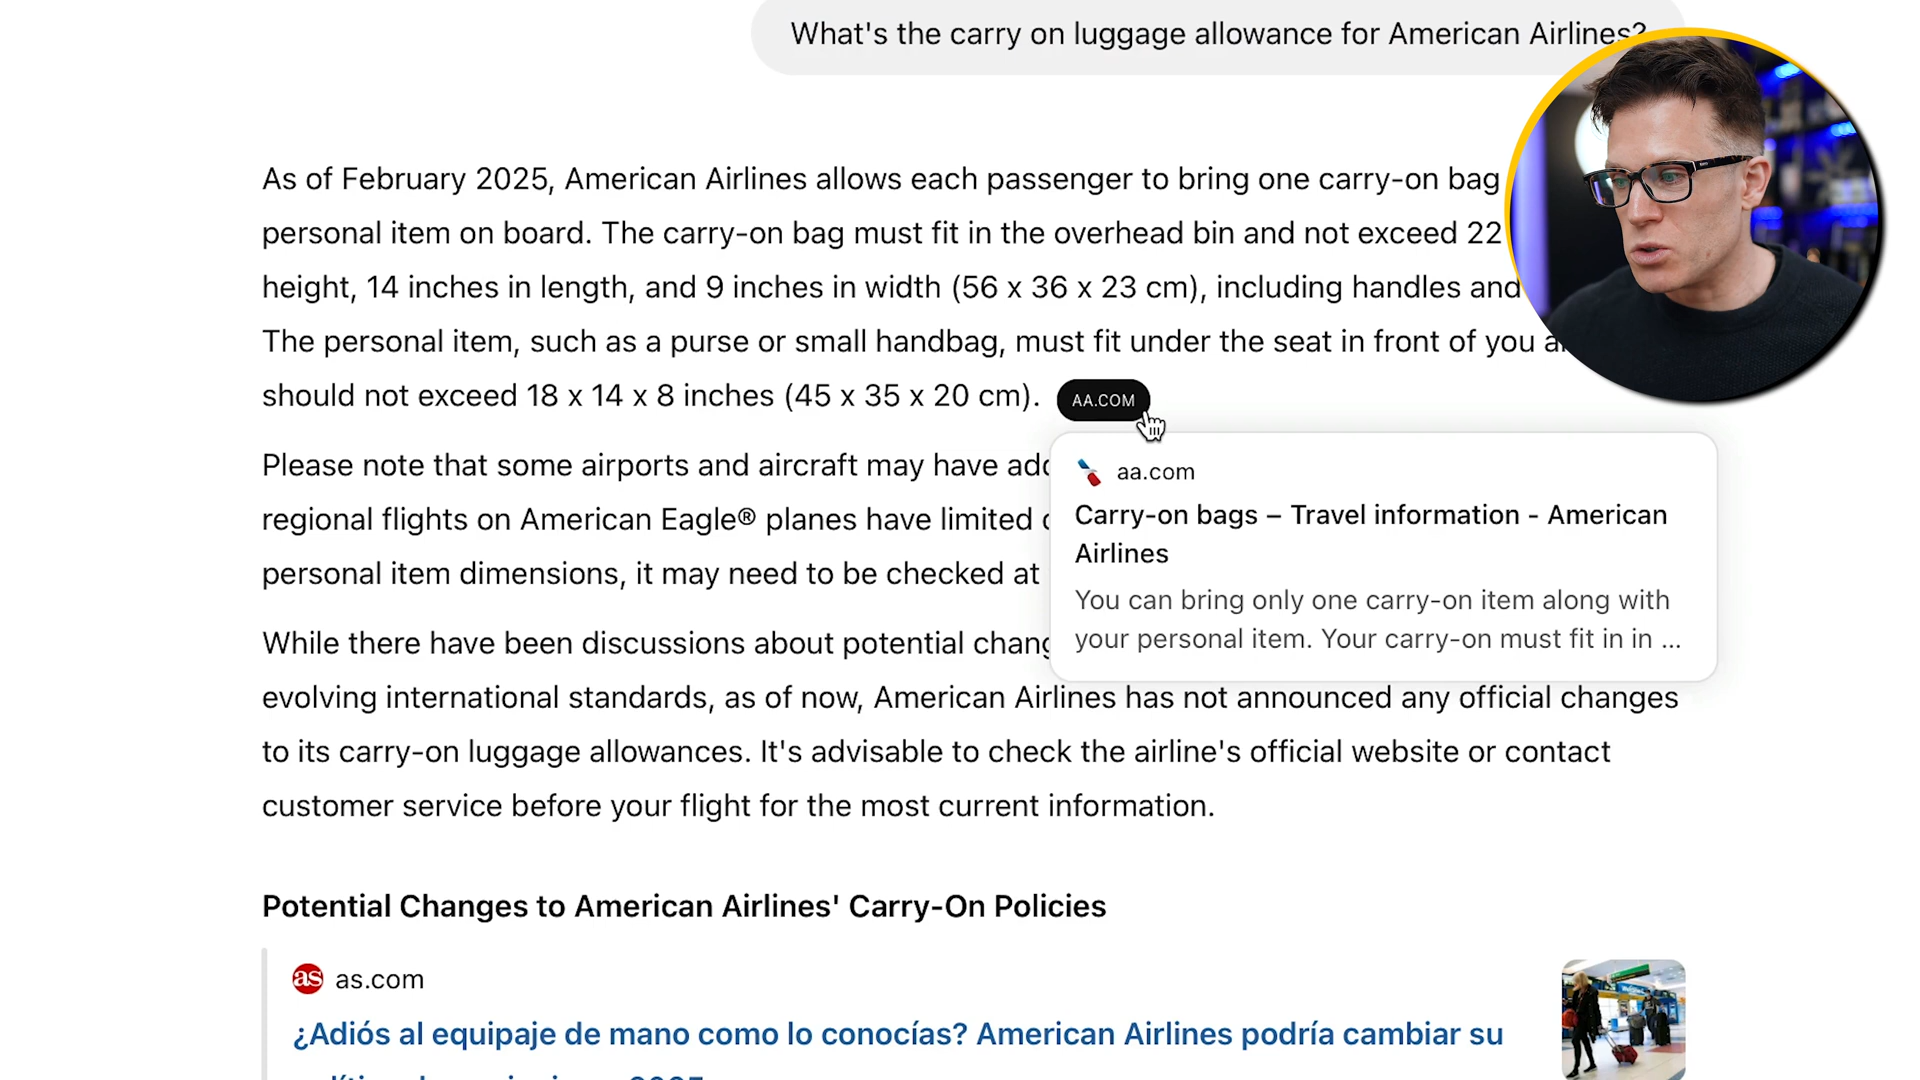 What's the carry on luggage allowance for American Airlines?
As of February 2025, American Airlines allows each passenger to bring one carry-on bag
personal item on board. The carry-on bag must fit in the overhead bin and not exceed 22
height, 14 inches in length, and 9 inches in width (56 x 36 x 23 cm), including handles and
The personal item, such as a purse or small handbag, must fit under the seat in front of you
should not exceed 18 x 14 x 8 inches (45 x 35 x 20 cm). AA.COM
Please note that some airports and aircraft may have
regional flights on American Eagle® planes have limited
personal item dimensions, it may need to be checked at
While there have been discussions about potential
aa.com
Carry-on bags – Travel information - American
Airlines
You can bring only one carry-on item along with
your personal item. Your carry-on must fit in in ...
evolving international standards, as of now, American Airlines has not announced any official changes
to its carry-on luggage allowances. It's advisable to check the airline's official website or contact
customer service before your flight for the most current information.
Potential Changes to American Airlines' Carry-On Policies
as as.com
¿Adiós al equipaje de mano como lo conocías? American Airlines podría cambiar su